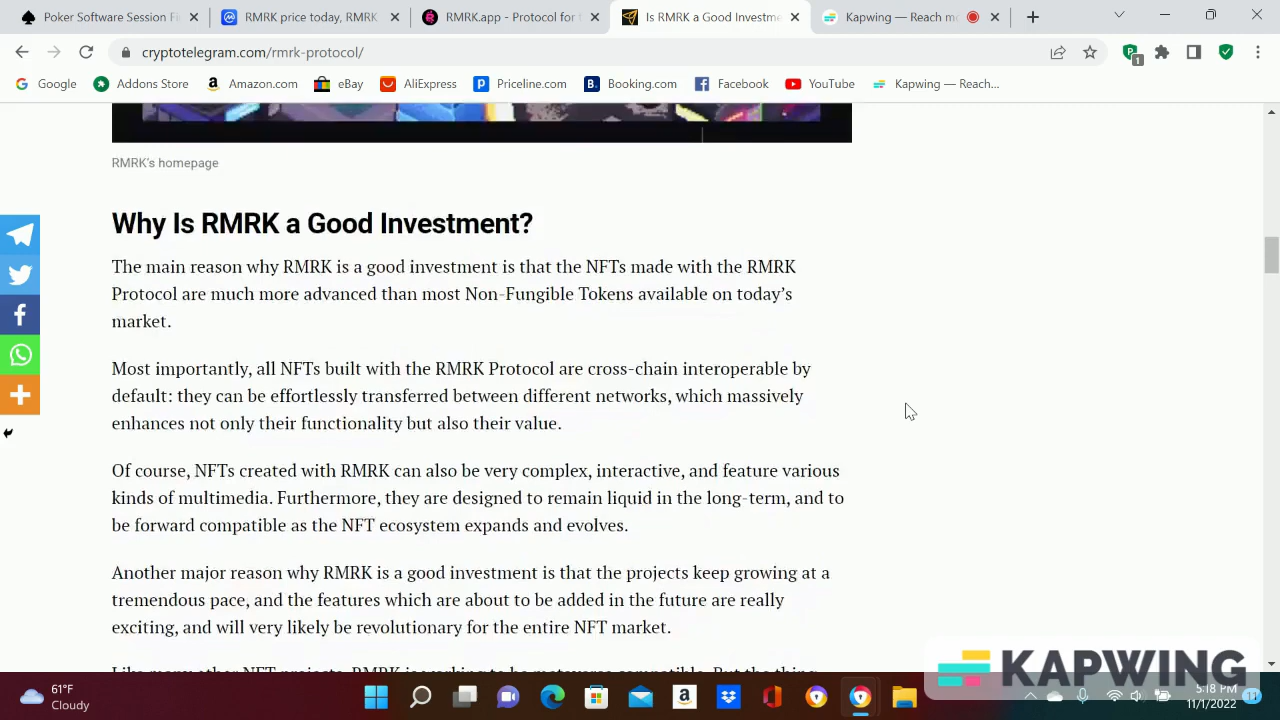 Poker Software Session Fi
RMRK price today, RMRK
RMRK.app - Protocol for
Is RMRK a Good Investme
Kapwing — Reach m
cryptotelegram.com/rmrk-protocol/
1
Google
Addons Store
Amazon.com
eBay
AliExpress
Priceline.com
Booking.com
Facebook
YouTube
Kapwing — Reach...
RMRK's homepage
Why Is RMRK a Good Investment?
The main reason why RMRK is a good investment is that the NFTs made with the RMRK
Protocol are much more advanced than most Non-Fungible Tokens available on today's
market.
Most importantly, all NFTs built with the RMRK Protocol are cross-chain interoperable by
default: they can be effortlessly transferred between different networks, which massively
enhances not only their functionality but also their value.
Of course, NFTs created with RMRK can also be very complex, interactive, and feature various
kinds of multimedia. Furthermore, they are designed to remain liquid in the long-term, and to
be forward compatible as the NFT ecosystem expands and evolves.
Another major reason why RMRK is a good investment is that the projects keep growing at a
tremendous pace, and the features which are about to be added in the future are really
exciting, and will very likely be revolutionary for the entire NFT market.
KAPWING
61°F
Cloudy
5:18 PM
11/1/2022
11